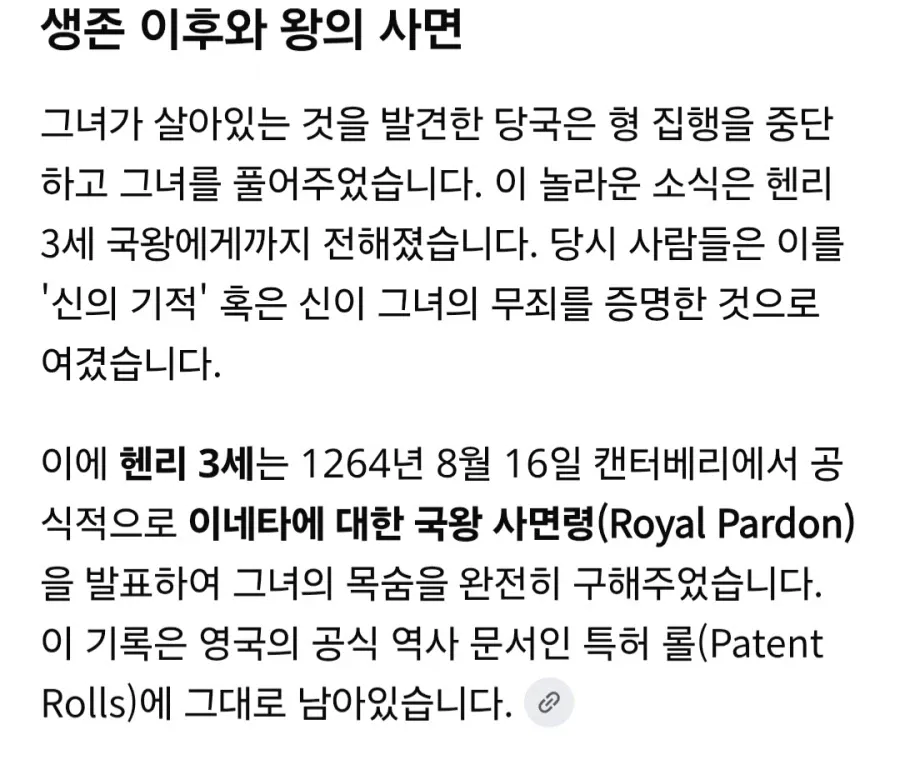 생존 이후와 왕의 사면
그녀가 살아있는 것을 발견한 당국은 형 집행을 중단
하고 그녀를 풀어주었습니다. 이 놀라운 소식은 헨리
3세 국왕에게까지 전해졌습니다. 당시 사람들은 이를
'신의 기적' 혹은 신이 그녀의 무죄를 증명한 것으로
여겼습니다.
이에 헨리 3세는 1264년 8월 16일 캔터베리에서 공
식적으로 이네타에 대한 국왕 사면령(Royal Pardon)
을 발표하여 그녀의 목숨을 완전히 구해주었습니다.
이 기록은 영국의 공식 역사 문서인 특허 롤(Patent
Rolls)에 그대로 남아있습니다.